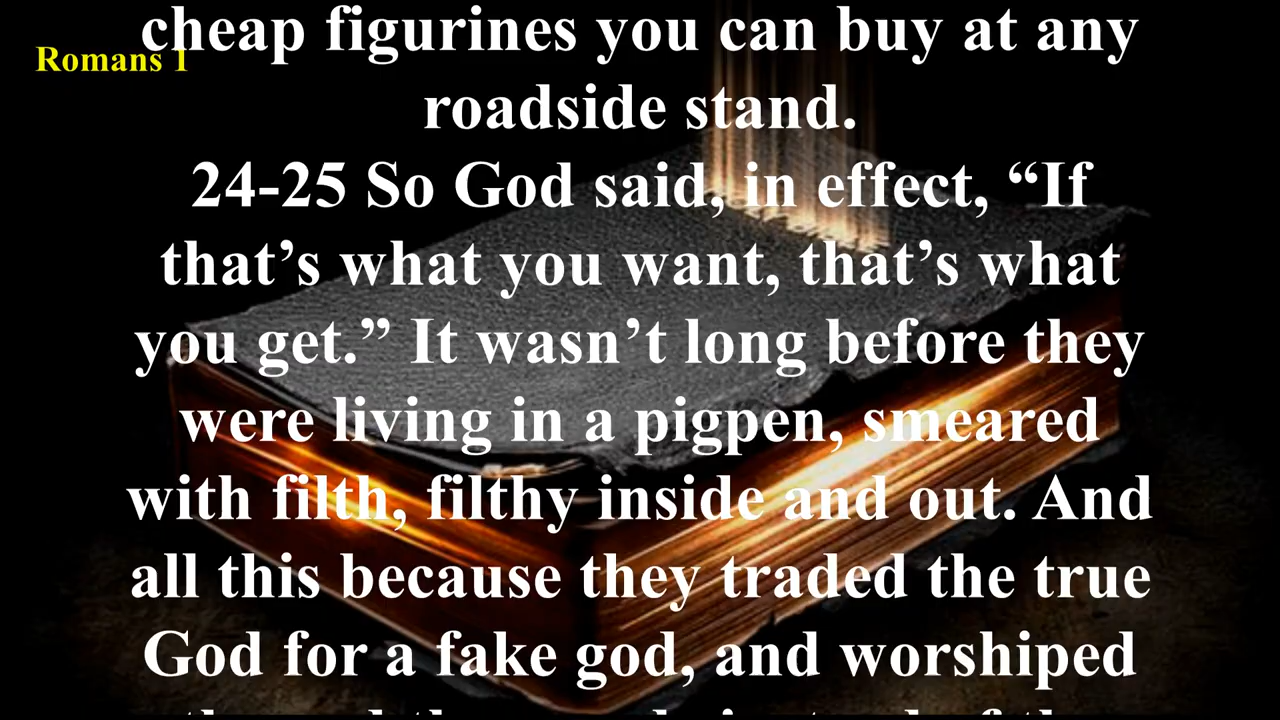 cheap figurines you can buy at any
Romans 1
roadside stand.
24-25 So God said, in effect, “If
that’s what you want, that’s what
you get.” It wasn’t long before they
were living in a pigpen, smeared
with filth, filthy inside and out. And
all this because they traded the true
God for a fake god, and worshiped